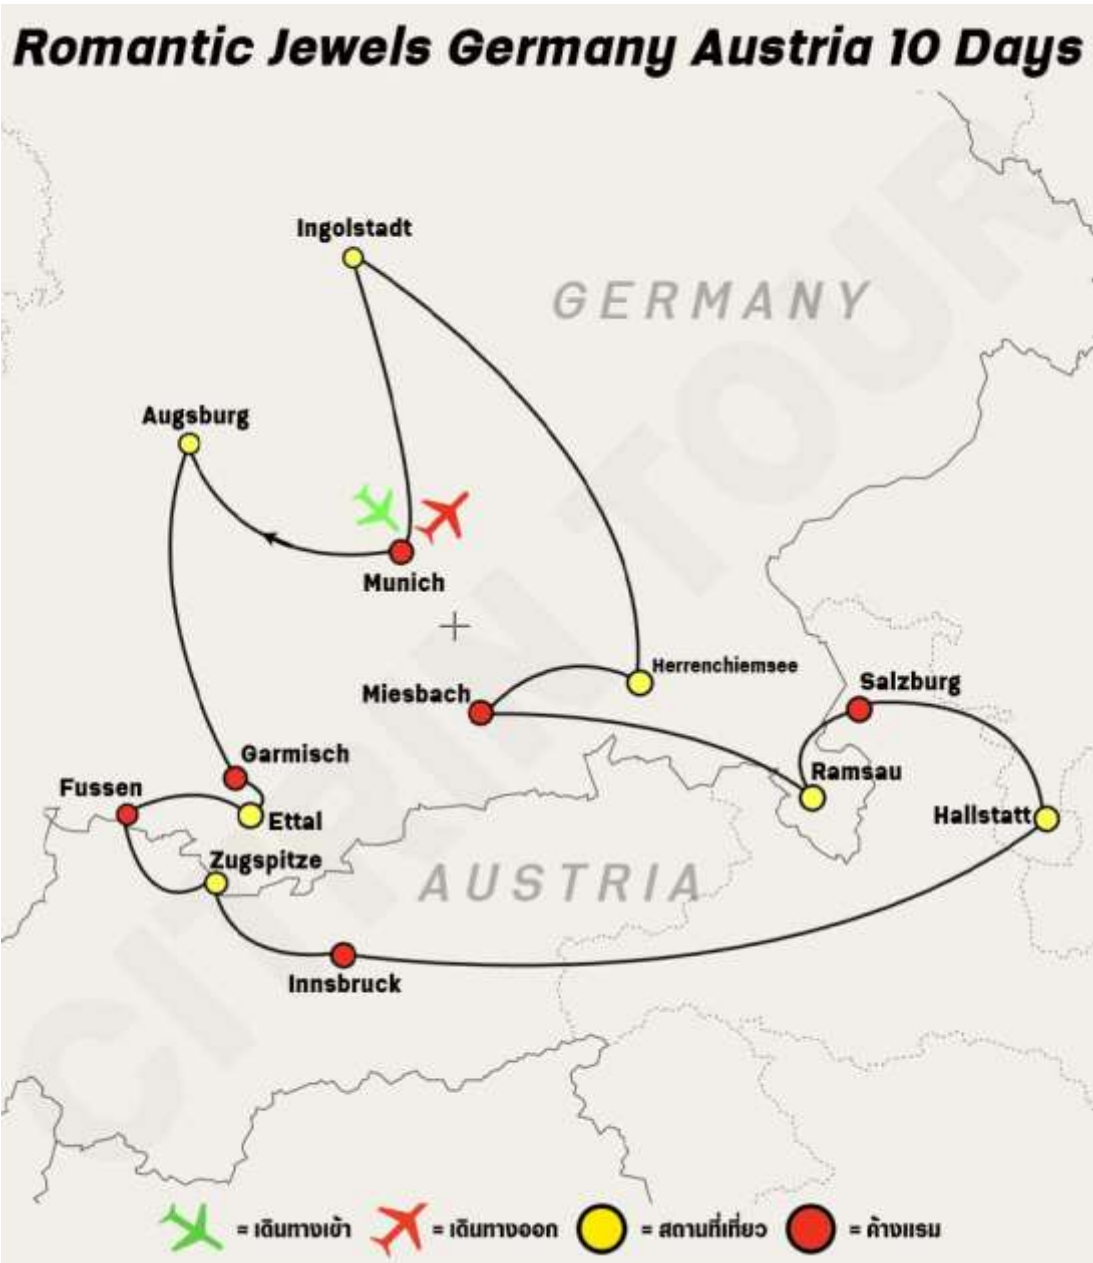 Romantic Jewels Germany Austria 10 Days
Ingolstadt
GERMANY
Augsburg
Munich
Herrenchiemsee
Miesbach
Salzburg
Garmisch
Ramsau
Fussen
Hallstatt
Ettal
Zugspitze
AUSTRIA
Innsbruck
CITRIN TOUR
= เดินทางเข้า = เดินทางออก = สถานที่เที่ยว = ค้างแรม